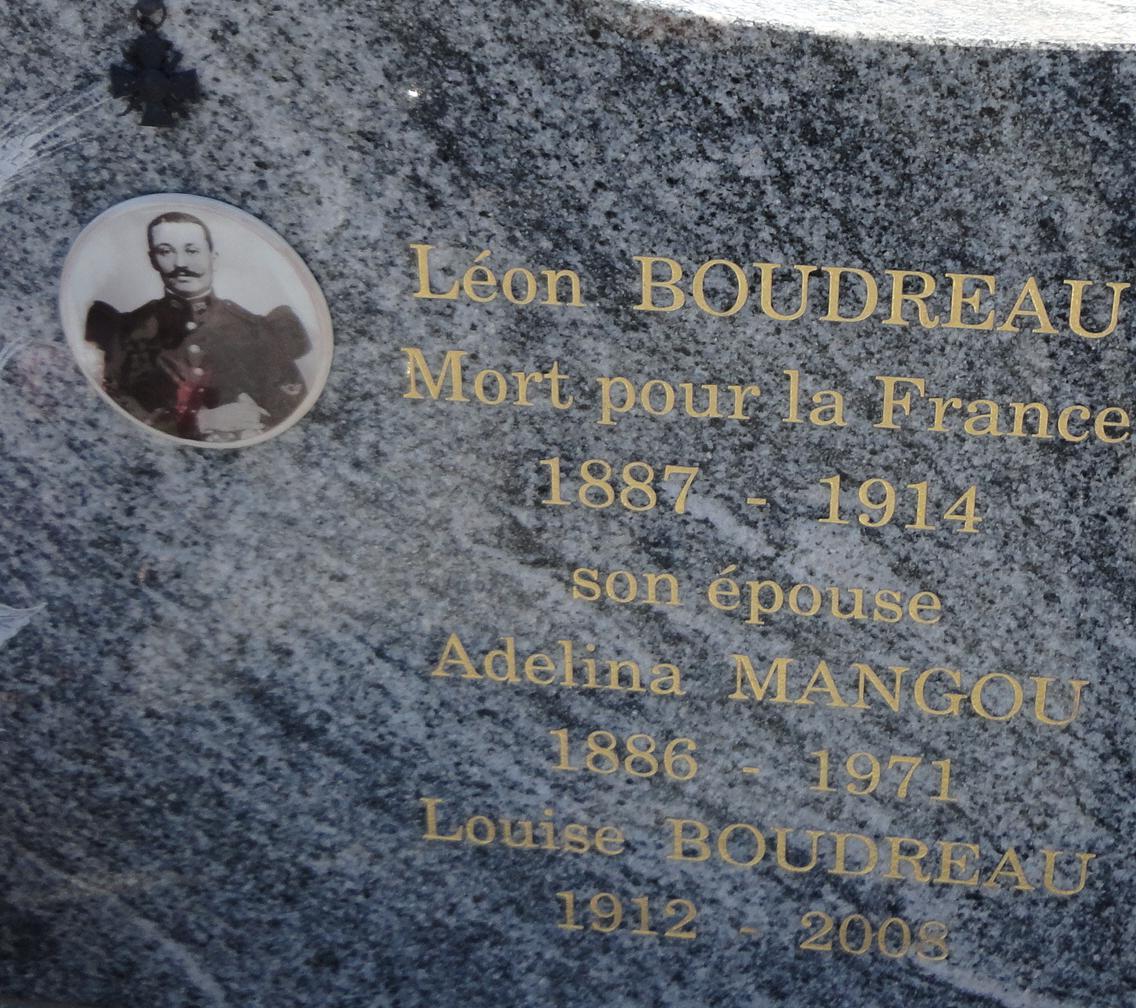 Léon BOUDREAU
Mort pour la France
1887 - 1914
son épouse
Adelina MANGOU
1886 - 1971
Louise BOUDREAU
1912 - 2008